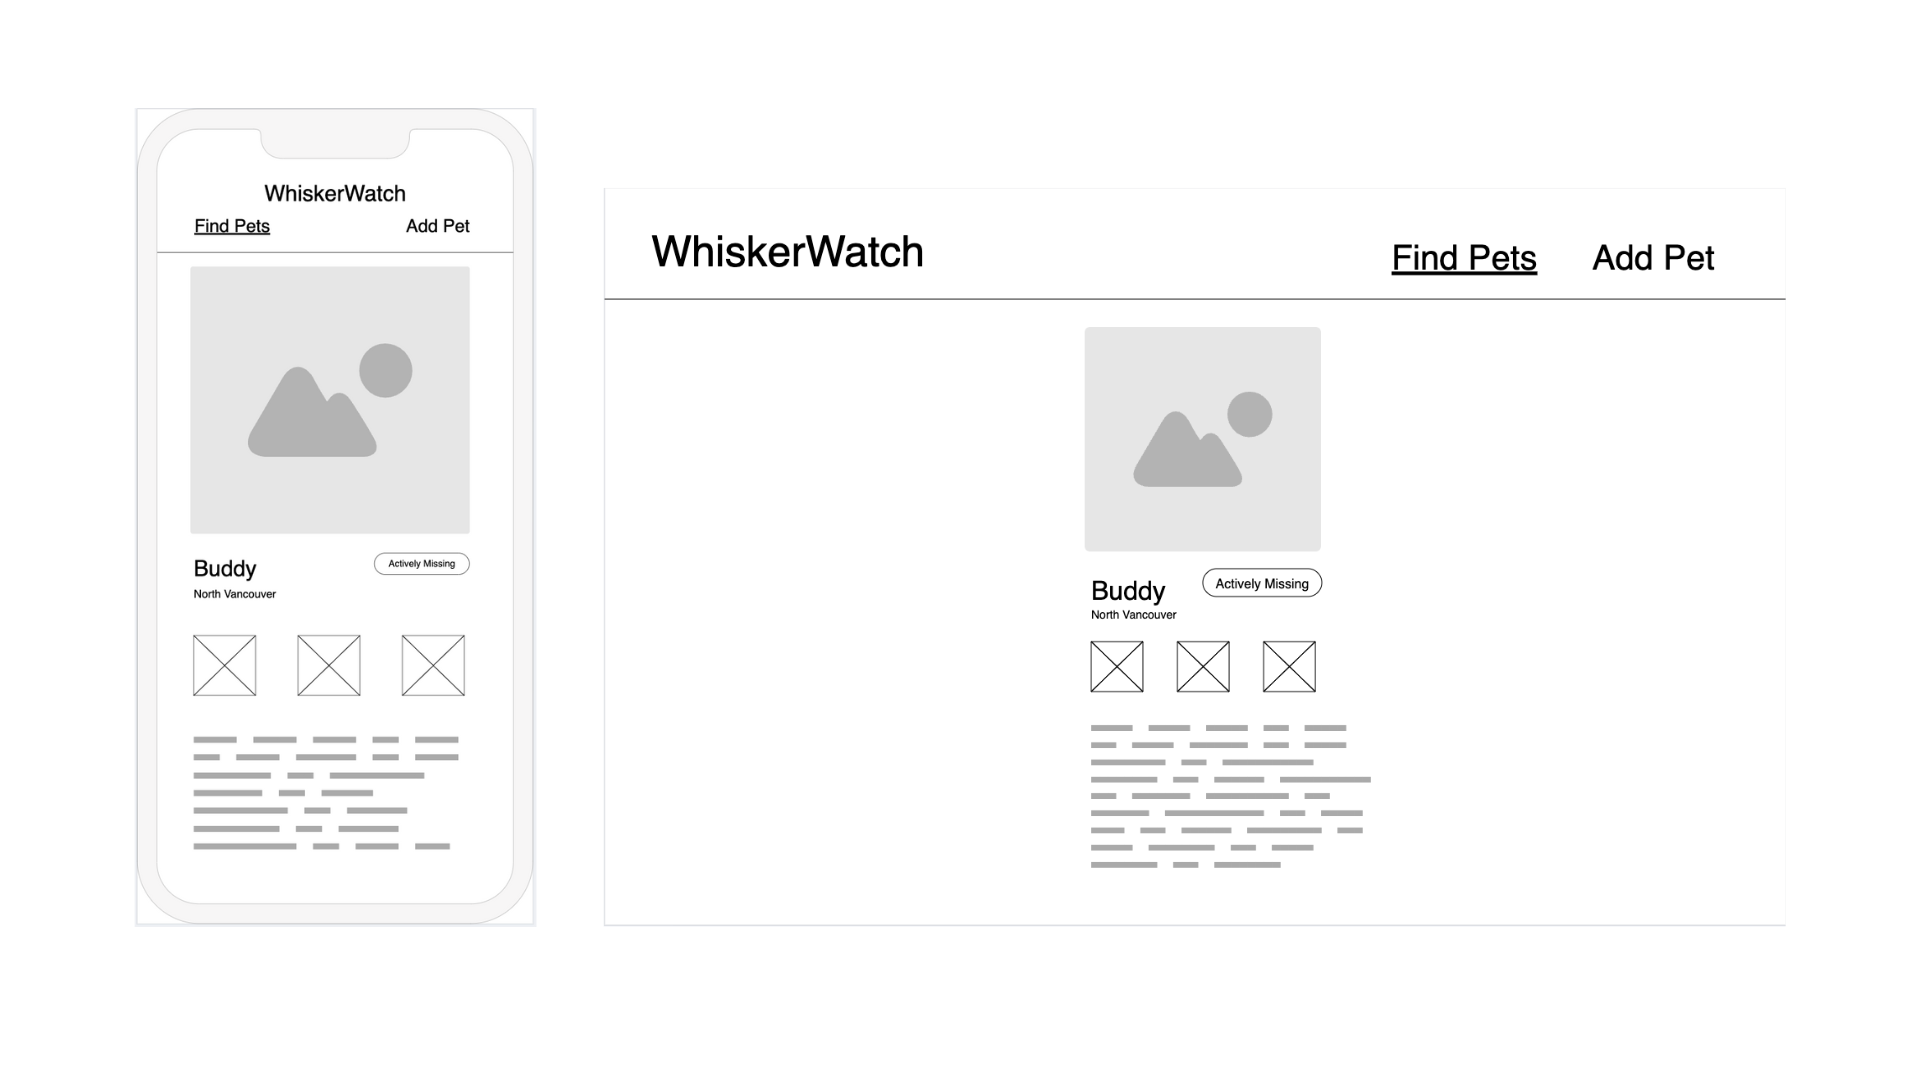 WhiskerWatch
Find Pets Add Pet
Buddy Actively Missing
North Vancouver
WhiskerWatch Find Pets Add Pet
Buddy Actively Missing
North Vancouver